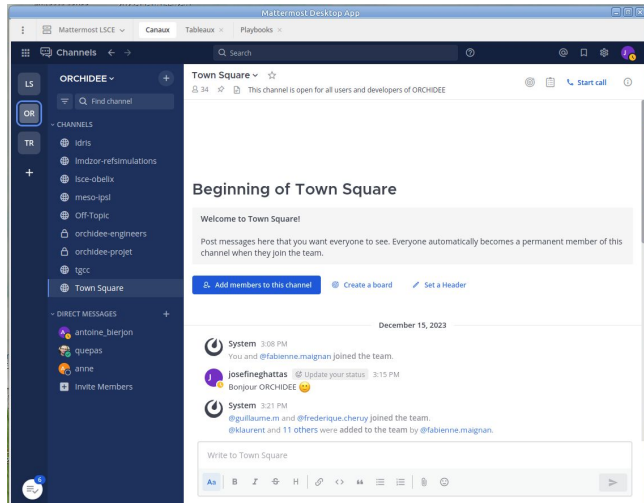 Mattermost Desktop App
Mattermost LSCE
Canaux
Tableaux
Playbooks
Channels
Search
LS
OR
TR
ORCHIDEE
Find channel
CHANNELS
idris
lmdzor-refsimulations
lsce-obelix
meso-ipsl
Off-Topic
orchidee-engineers
orchidee-projet
tgcc
Town Square
DIRECT MESSAGES
antoine_bierjon
quepas
anne
Invite Members
6
Town Square
34 This channel is open for all users and developers of ORCHIDEE
Start call
Beginning of Town Square
Welcome to Town Square!
Post messages here that you want everyone to see. Everyone automatically becomes a permanent member of this
channel when they join the team.
Add members to this channel Create a board Set a Header
December 15, 2023
System 3:08 PM
You and @fabienne.maignan joined the team.
josefineghattas Update your status 3:15 PM
Bonjour ORCHIDEE
System 3:21 PM
@guillaume.m and @frederique.cheruy joined the team.
@klaurent and 11 others were added to the team by @fabienne.maignan.
Write to Town Square
Aa B I S H